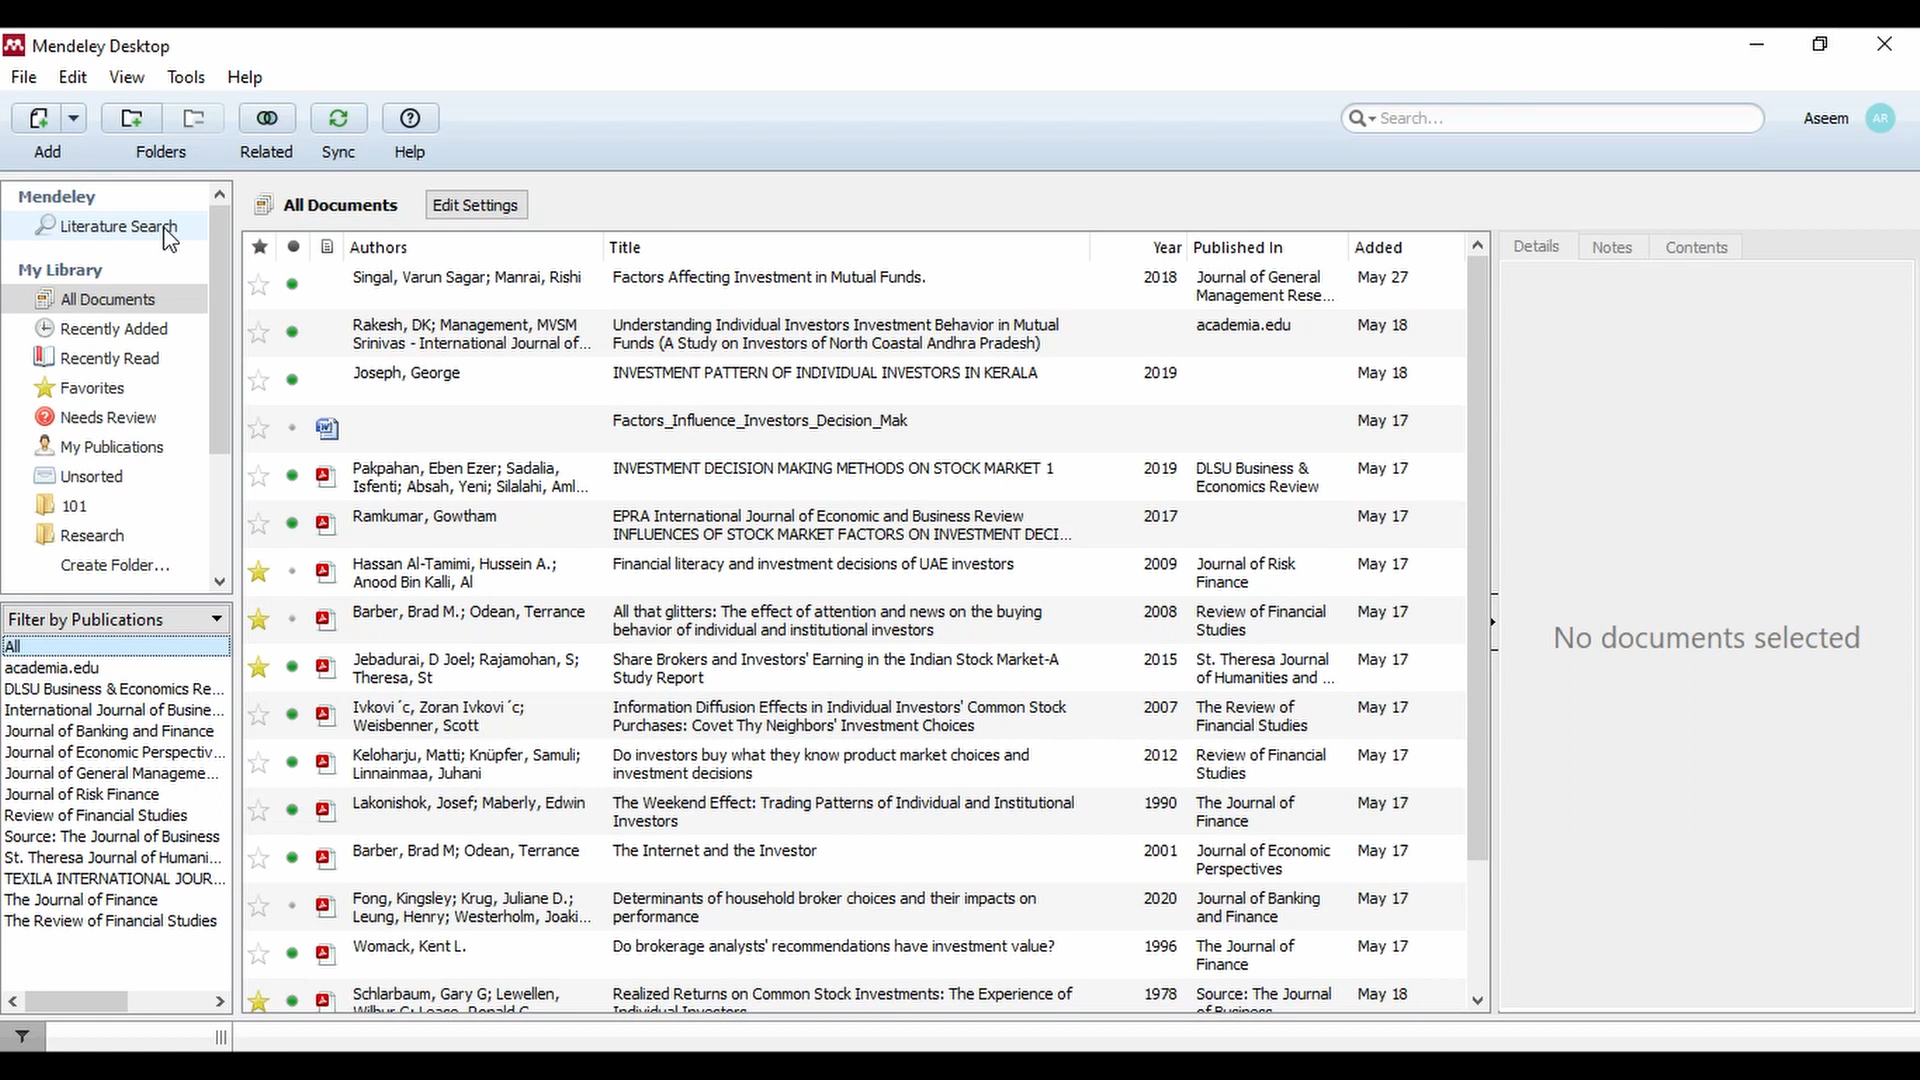 Mendeley Desktop
File Edit View Tools Help
Search... Aseem AR
Add Folders Related Sync Help
Mendeley
Literature Search
My Library
All Documents
Recently Added
Recently Read
Favorites
Needs Review
My Publications
Unsorted
101
Research
Create Folder...
Filter by Publications
All
academia.edu
DLSU Business & Economics Re...
International Journal of Busine...
Journal of Banking and Finance
Journal of Economic Perspectiv...
Journal of General Manageme...
Journal of Risk Finance
Review of Financial Studies
Source: The Journal of Business
St. Theresa Journal of Humani...
TEXILA INTERNATIONAL JOUR...
The Journal of Finance
The Review of Financial Studies
All Documents Edit Settings
Authors Title Year Published In Added
Singal, Varun Sagar; Manrai, Rishi Factors Affecting Investment in Mutual Funds. 2018 Journal of General May 27
Management Rese...
Rakesh, DK; Management, MVSM Understanding Individual Investors Investment Behavior in Mutual academia.edu May 18
Srinivas - International Journal of... Funds (A Study on Investors of North Coastal Andhra Pradesh)
Joseph, George INVESTMENT PATTERN OF INDIVIDUAL INVESTORS IN KERALA 2019 May 18
Factors_Influence_Investors_Decision_Mak May 17
Pakpahan, Eben Ezer; Sadalia, INVESTMENT DECISION MAKING METHODS ON STOCK MARKET 1 2019 DLSU Business & May 17
Isfenti; Absah, Yeni; Silalahi, Aml... Economics Review
Ramkumar, Gowtham EPRA International Journal of Economic and Business Review 2017 May 17
INFLUENCES OF STOCK MARKET FACTORS ON INVESTMENT DECI...
Hassan Al-Tamimi, Hussein A.; Financial literacy and investment decisions of UAE investors 2009 Journal of Risk May 17
Anood Bin Kalli, Al Finance
Barber, Brad M.; Odean, Terrance All that glitters: The effect of attention and news on the buying 2008 Review of Financial May 17
behavior of individual and institutional investors Studies
Jebadurai, D Joel; Rajamohan, S; Share Brokers and Investors' Earning in the Indian Stock Market-A 2015 St. Theresa Journal May 17
Theresa, St Study Report of Humanities and ...
Ivkovi´c, Zoran Ivkovi´c; Information Diffusion Effects in Individual Investors' Common Stock 2007 The Review of May 17
Weisbenner, Scott Purchases: Covet Thy Neighbors' Investment Choices Financial Studies
Keloharju, Matti; Knüpfer, Samuli; Do investors buy what they know product market choices and 2012 Review of Financial May 17
Linnainmaa, Juhani investment decisions Studies
Lakonishok, Josef; Maberly, Edwin The Weekend Effect: Trading Patterns of Individual and Institutional 1990 The Journal of May 17
Investors Finance
Barber, Brad M; Odean, Terrance The Internet and the Investor 2001 Journal of Economic May 17
Perspectives
Fong, Kingsley; Krug, Juliane D.; Determinants of household broker choices and their impacts on 2020 Journal of Banking May 17
Leung, Henry; Westerholm, Joaki... performance and Finance
Womack, Kent L. Do brokerage analysts' recommendations have investment value? 1996 The Journal of May 17
Finance
Schlarbaum, Gary G; Lewellen, Realized Returns on Common Stock Investments: The Experience of 1978 Source: The Journal May 18
Wilbur G; Lease, Ronald C Individual Investors of Business
Details Notes Contents
No documents selected